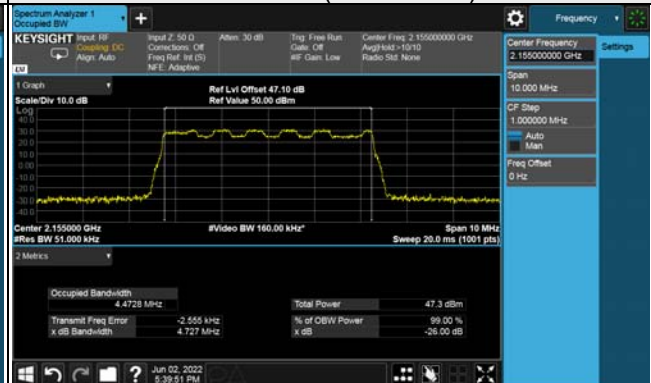 Spectrum Analyzer 1
Occupied BW
Frequency
KEYSIGHT
Input: RF
Coupling: DC
Align: Auto
Input Z: 50 Ω
Corrections: Off
Freq Ref: Int (S)
NFE: Adaptive
Atten: 30 dB
Trig: Free Run
Gate: Off
#IF Gain: Low
Center Freq: 2.155000000 GHz
Avg|Hold:>10/10
Radio Std: None
Center Frequency
2.155000000 GHz
Settings
Span
10.000 MHz
CF Step
1.000000 MHz
Auto
Man
Freq Offset
0 Hz
1 Graph
Scale/Div 10.0 dB
Ref Lvl Offset 47.10 dB
Ref Value 50.00 dBm
Log
40.0
30.0
20.0
10.0
0.00
-10.0
-20.0
-30.0
-40.0
Center 2.155000 GHz
#Res BW 51.000 kHz
#Video BW 160.00 kHz*
Span 10 MHz
Sweep 20.0 ms (1001 pts)
2 Metrics
Occupied Bandwidth
4.4728 MHz
Total Power 47.3 dBm
Transmit Freq Error -2.555 kHz
% of OBW Power 99.00 %
x dB Bandwidth 4.727 MHz
x dB -26.00 dB
?
Jun 02, 2022
5:39:51 PM